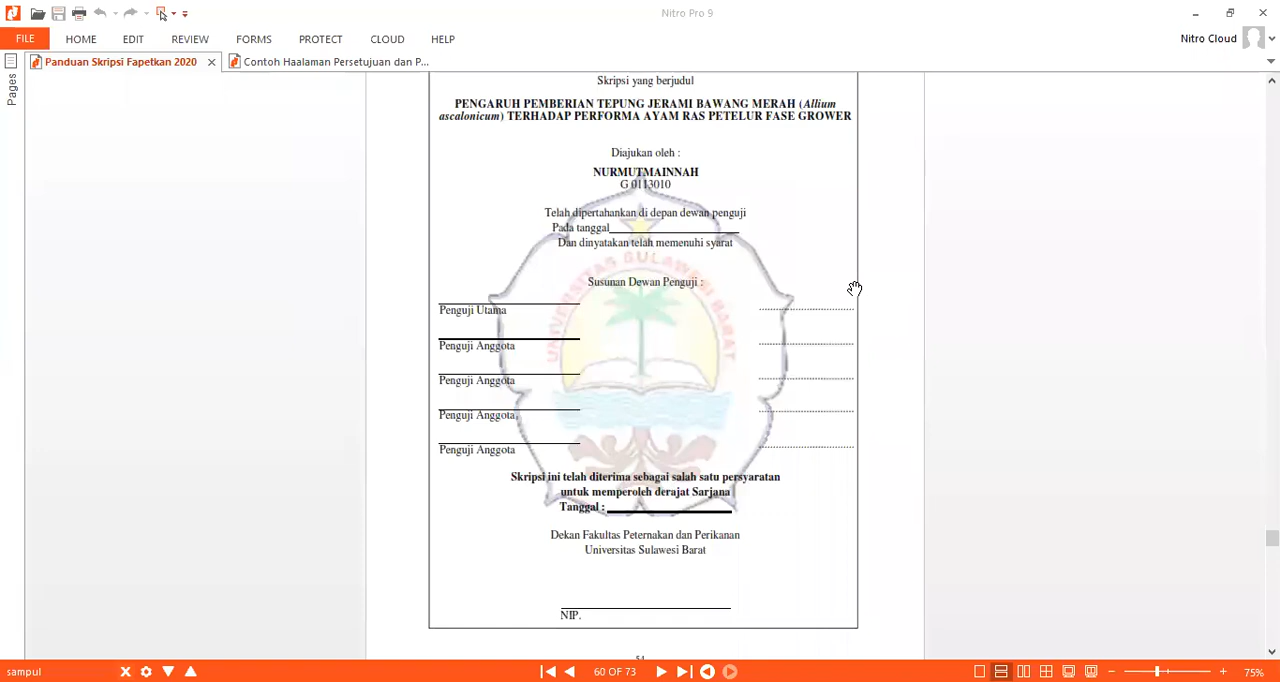 Nitro Pro 9
FILE
HOME
EDIT
REVIEW
FORMS
PROTECT
CLOUD
HELP
Nitro Cloud
Panduan Skripsi Fapetkan 2020
Contoh Haalaman Persetujuan dan P...
Pages
Skripsi yang berjudul
PENGARUH PEMBERIAN TEPUNG JERAMI BAWANG MERAH (Allium
ascalonicum) TERHADAP PERFORMA AYAM RAS PETELUR FASE GROWER
Diajukan oleh :
NURMUTMAINNAH
G 0113010
Telah dipertahankan di depan dewan penguji
Pada tanggal
Dan dinyatakan telah memenuhi syarat
UNIVERSITAS SULAWESI BARAT
Susunan Dewan Penguji :
Penguji Utama
Penguji Anggota
Penguji Anggota
Penguji Anggota
Penguji Anggota
Skripsi ini telah diterima sebagai salah satu persyaratan
untuk memperoleh derajat Sarjana
Tanggal :
Dekan Fakultas Peternakan dan Perikanan
Universitas Sulawesi Barat
NIP.
sampul
60 OF 73
75%